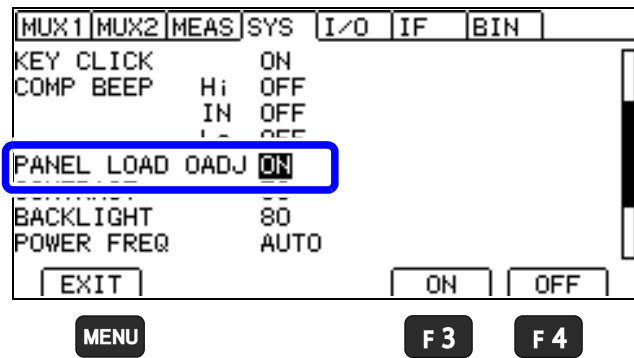 MUX1 MUX2 MEAS SYS I/O IF BIN
KEY CLICK ON
COMP BEEP Hi OFF
IN OFF
PANEL LOAD OADJ ON
BACKLIGHT 80
POWER FREQ AUTO
EXIT ON OFF
MENU F3 F4